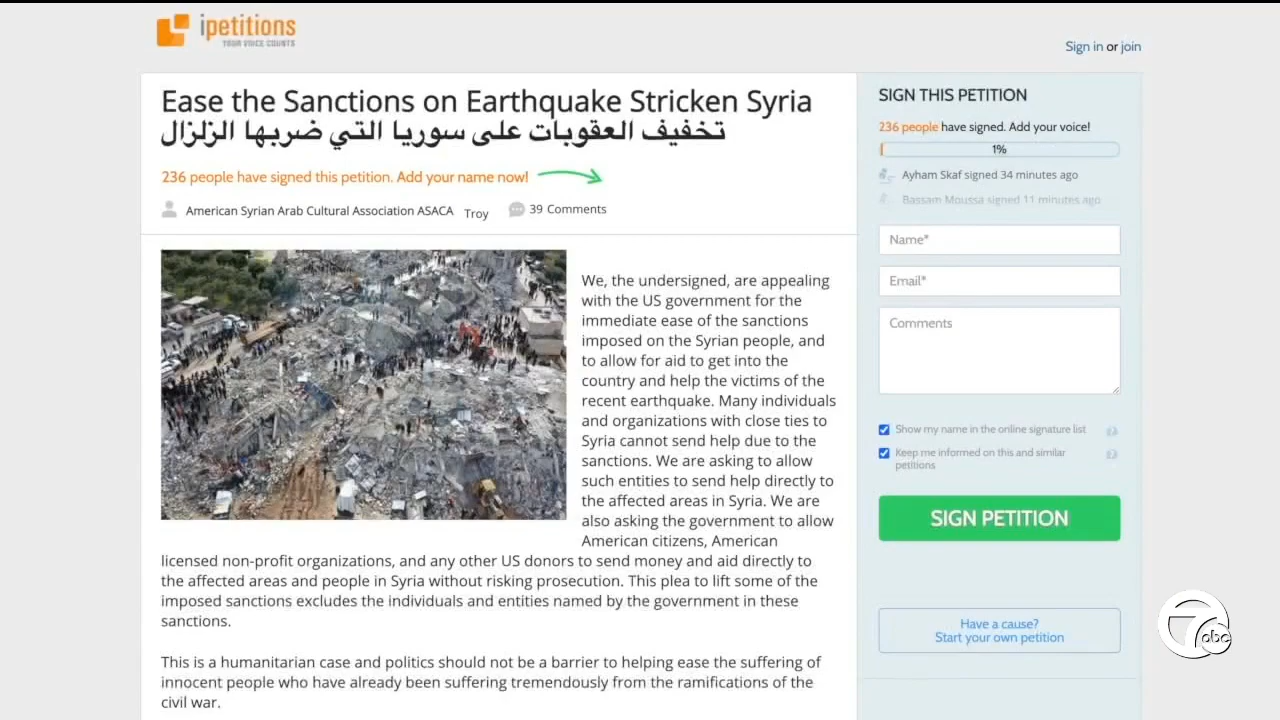 ipetitions
YOUR VOICE COUNTS
Sign in or join
Ease the Sanctions on Earthquake Stricken Syria
تخفيف العقوبات على سوريا التي ضربها الزلزال
236 people have signed this petition. Add your name now!
American Syrian Arab Cultural Association ASACA Troy 39 Comments
We, the undersigned, are appealing
with the US government for the
immediate ease of the sanctions
imposed on the Syrian people, and
to allow for aid to get into the
country and help the victims of the
recent earthquake. Many individuals
and organizations with close ties to
Syria cannot send help due to the
sanctions. We are asking to allow
such entities to send help directly to
the affected areas in Syria. We are
also asking the government to allow
American citizens, American
licensed non-profit organizations, and any other US donors to send money and aid directly to
the affected areas and people in Syria without risking prosecution. This plea to lift some of the
imposed sanctions excludes the individuals and entities named by the government in these
sanctions.
This is a humanitarian case and politics should not be a barrier to helping ease the suffering of
innocent people who have already been suffering tremendously from the ramifications of the
civil war.
SIGN THIS PETITION
236 people have signed. Add your voice!
1%
Ayham Skaf signed 34 minutes ago
Bassam Moussa signed 11 minutes ago
Name*
Email*
Comments
Show my name in the online signature list
?
Keep me informed on this and similar
petitions
?
SIGN PETITION
Have a cause?
Start your own petition
7 abc